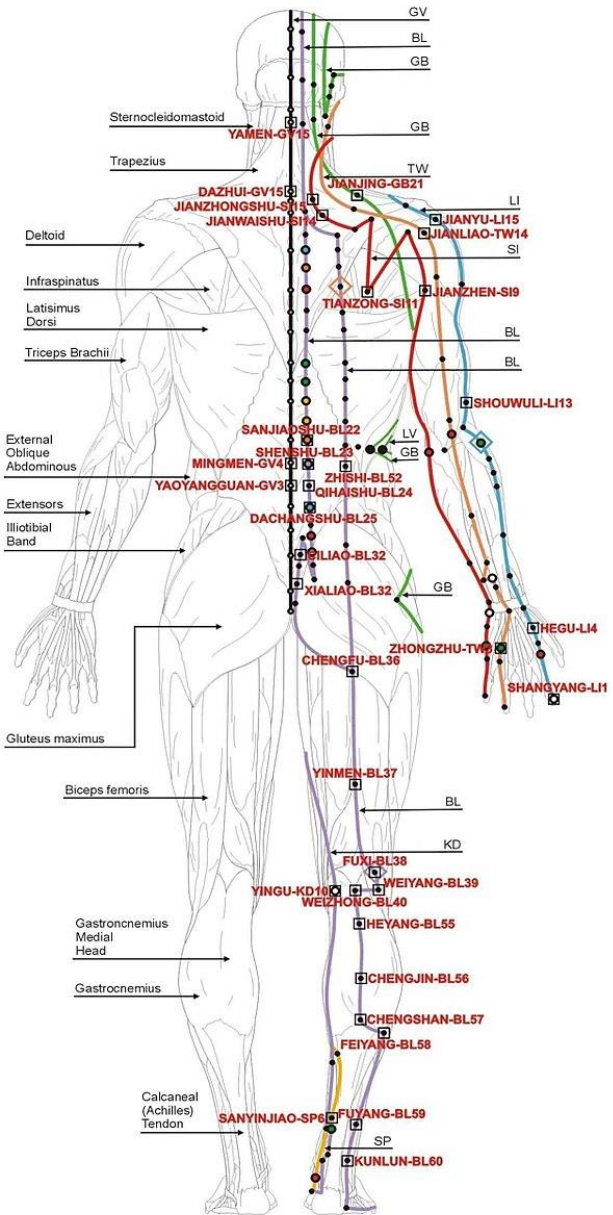 GV
BL
GB
Sternocleidomastoid
YAMEN-GV15
GB
Trapezius
TW
DAZHUI-GV15
JIANJING-GB21
JIANZHONGSHU-SI15
LI
JIANWAISHU-SI14
JIANYU-LI15
JIANLIAO-TW14
Deltoid
SI
Infraspinatus
TIANZONG-SI11
JIANZHEN-SI9
Latisimus
Dorsi
BL
Triceps Brachii
BL
SHOUWULI-LI13
SANJIAOSHU-BL22
External
Oblique
Abdominous
LV
SHENSHU-BL23
GB
MINGMEN-GV4
ZHISHI-BL52
YAOYANGGUAN-GV3
QIHAISHU-BL24
Extensors
DACHANGSHU-BL25
Illiotibial
Band
CILIAO-BL32
XIALIAO-BL32
GB
HEGU-LI4
ZHONGZHU-TW3
CHENGFU-BL36
SHANGYANG-LI1
Gluteus maximus
YINMEN-BL37
Biceps femoris
BL
KD
FUXI-BL38
WEIYANG-BL39
YINGU-KD10
WEIZHONG-BL40
HEYANG-BL55
Gastroncnemius
Medial
Head
CHENGJIN-BL56
Gastrocnemius
CHENGSHAN-BL57
FEIYANG-BL58
Calcaneal
(Achilles)
Tendon
SANYINJIAO-SP6
FUYANG-BL59
SP
KUNLUN-BL60